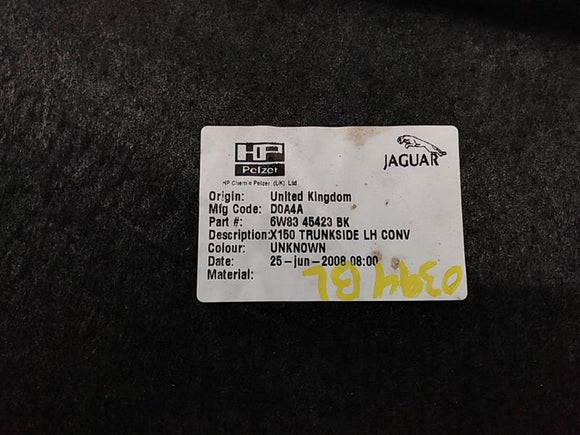 HP
Pelzer
HP Chemie Pelzer (UK) Ltd.
JAGUAR
Origin: United Kingdom
Mfg Code: D0A4A
Part #: 6W83 45423 BK
Description: X150 TRUNKSIDE LH CONV
Colour: UNKNOWN
Date: 25-jun-2008 08:00
Material:
0394 BL